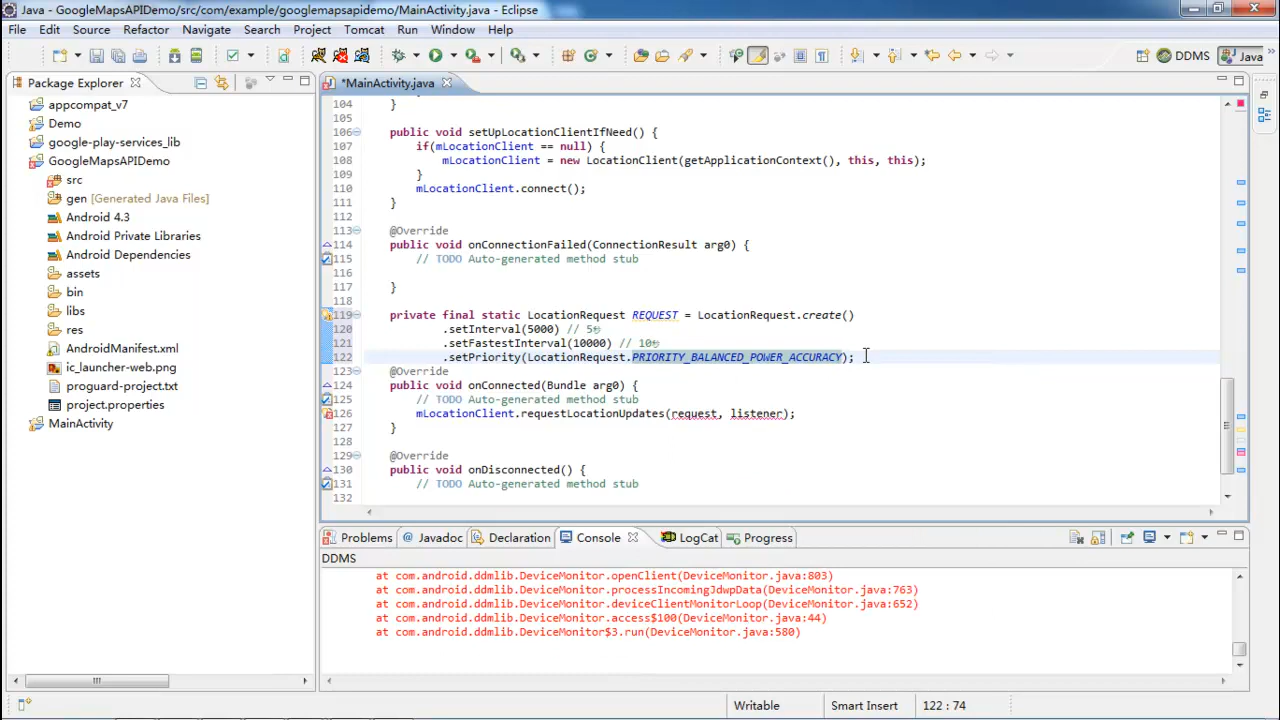 Java - GoogleMapsAPIDemo/src/com/example/googlemapsapidemo/MainActivity.java - Eclipse
File Edit Source Refactor Navigate Search Project Tomcat Run Window Help
DDMS Java
Package Explorer
appcompat_v7
Demo
google-play-services_lib
GoogleMapsAPIDemo
src
gen [Generated Java Files]
Android 4.3
Android Private Libraries
Android Dependencies
assets
bin
libs
res
AndroidManifest.xml
ic_launcher-web.png
proguard-project.txt
project.properties
MainActivity
*MainActivity.java
104 }
105
106 public void setUpLocationClientIfNeed() {
107 if(mLocationClient == null) {
108 mLocationClient = new LocationClient(getApplicationContext(), this, this);
109 }
110 mLocationClient.connect();
111 }
112
113 @Override
114 public void onConnectionFailed(ConnectionResult arg0) {
115 // TODO Auto-generated method stub
116
117 }
118
119 private final static LocationRequest REQUEST = LocationRequest.create()
120 .setInterval(5000) // 5
121 .setFastestInterval(10000) // 10
122 .setPriority(LocationRequest.PRIORITY_BALANCED_POWER_ACCURACY);
123 @Override
124 public void onConnected(Bundle arg0) {
125 // TODO Auto-generated method stub
126 mLocationClient.requestLocationUpdates(request, listener);
127 }
128
129 @Override
130 public void onDisconnected() {
131 // TODO Auto-generated method stub
132
Problems Javadoc Declaration Console LogCat Progress
DDMS
at com.android.ddmlib.DeviceMonitor.openClient(DeviceMonitor.java:803)
at com.android.ddmlib.DeviceMonitor.processIncomingJdwpData(DeviceMonitor.java:763)
at com.android.ddmlib.DeviceMonitor.deviceClientMonitorLoop(DeviceMonitor.java:652)
at com.android.ddmlib.DeviceMonitor.access$100(DeviceMonitor.java:44)
at com.android.ddmlib.DeviceMonitor$3.run(DeviceMonitor.java:580)
Writable Smart Insert 122 : 74